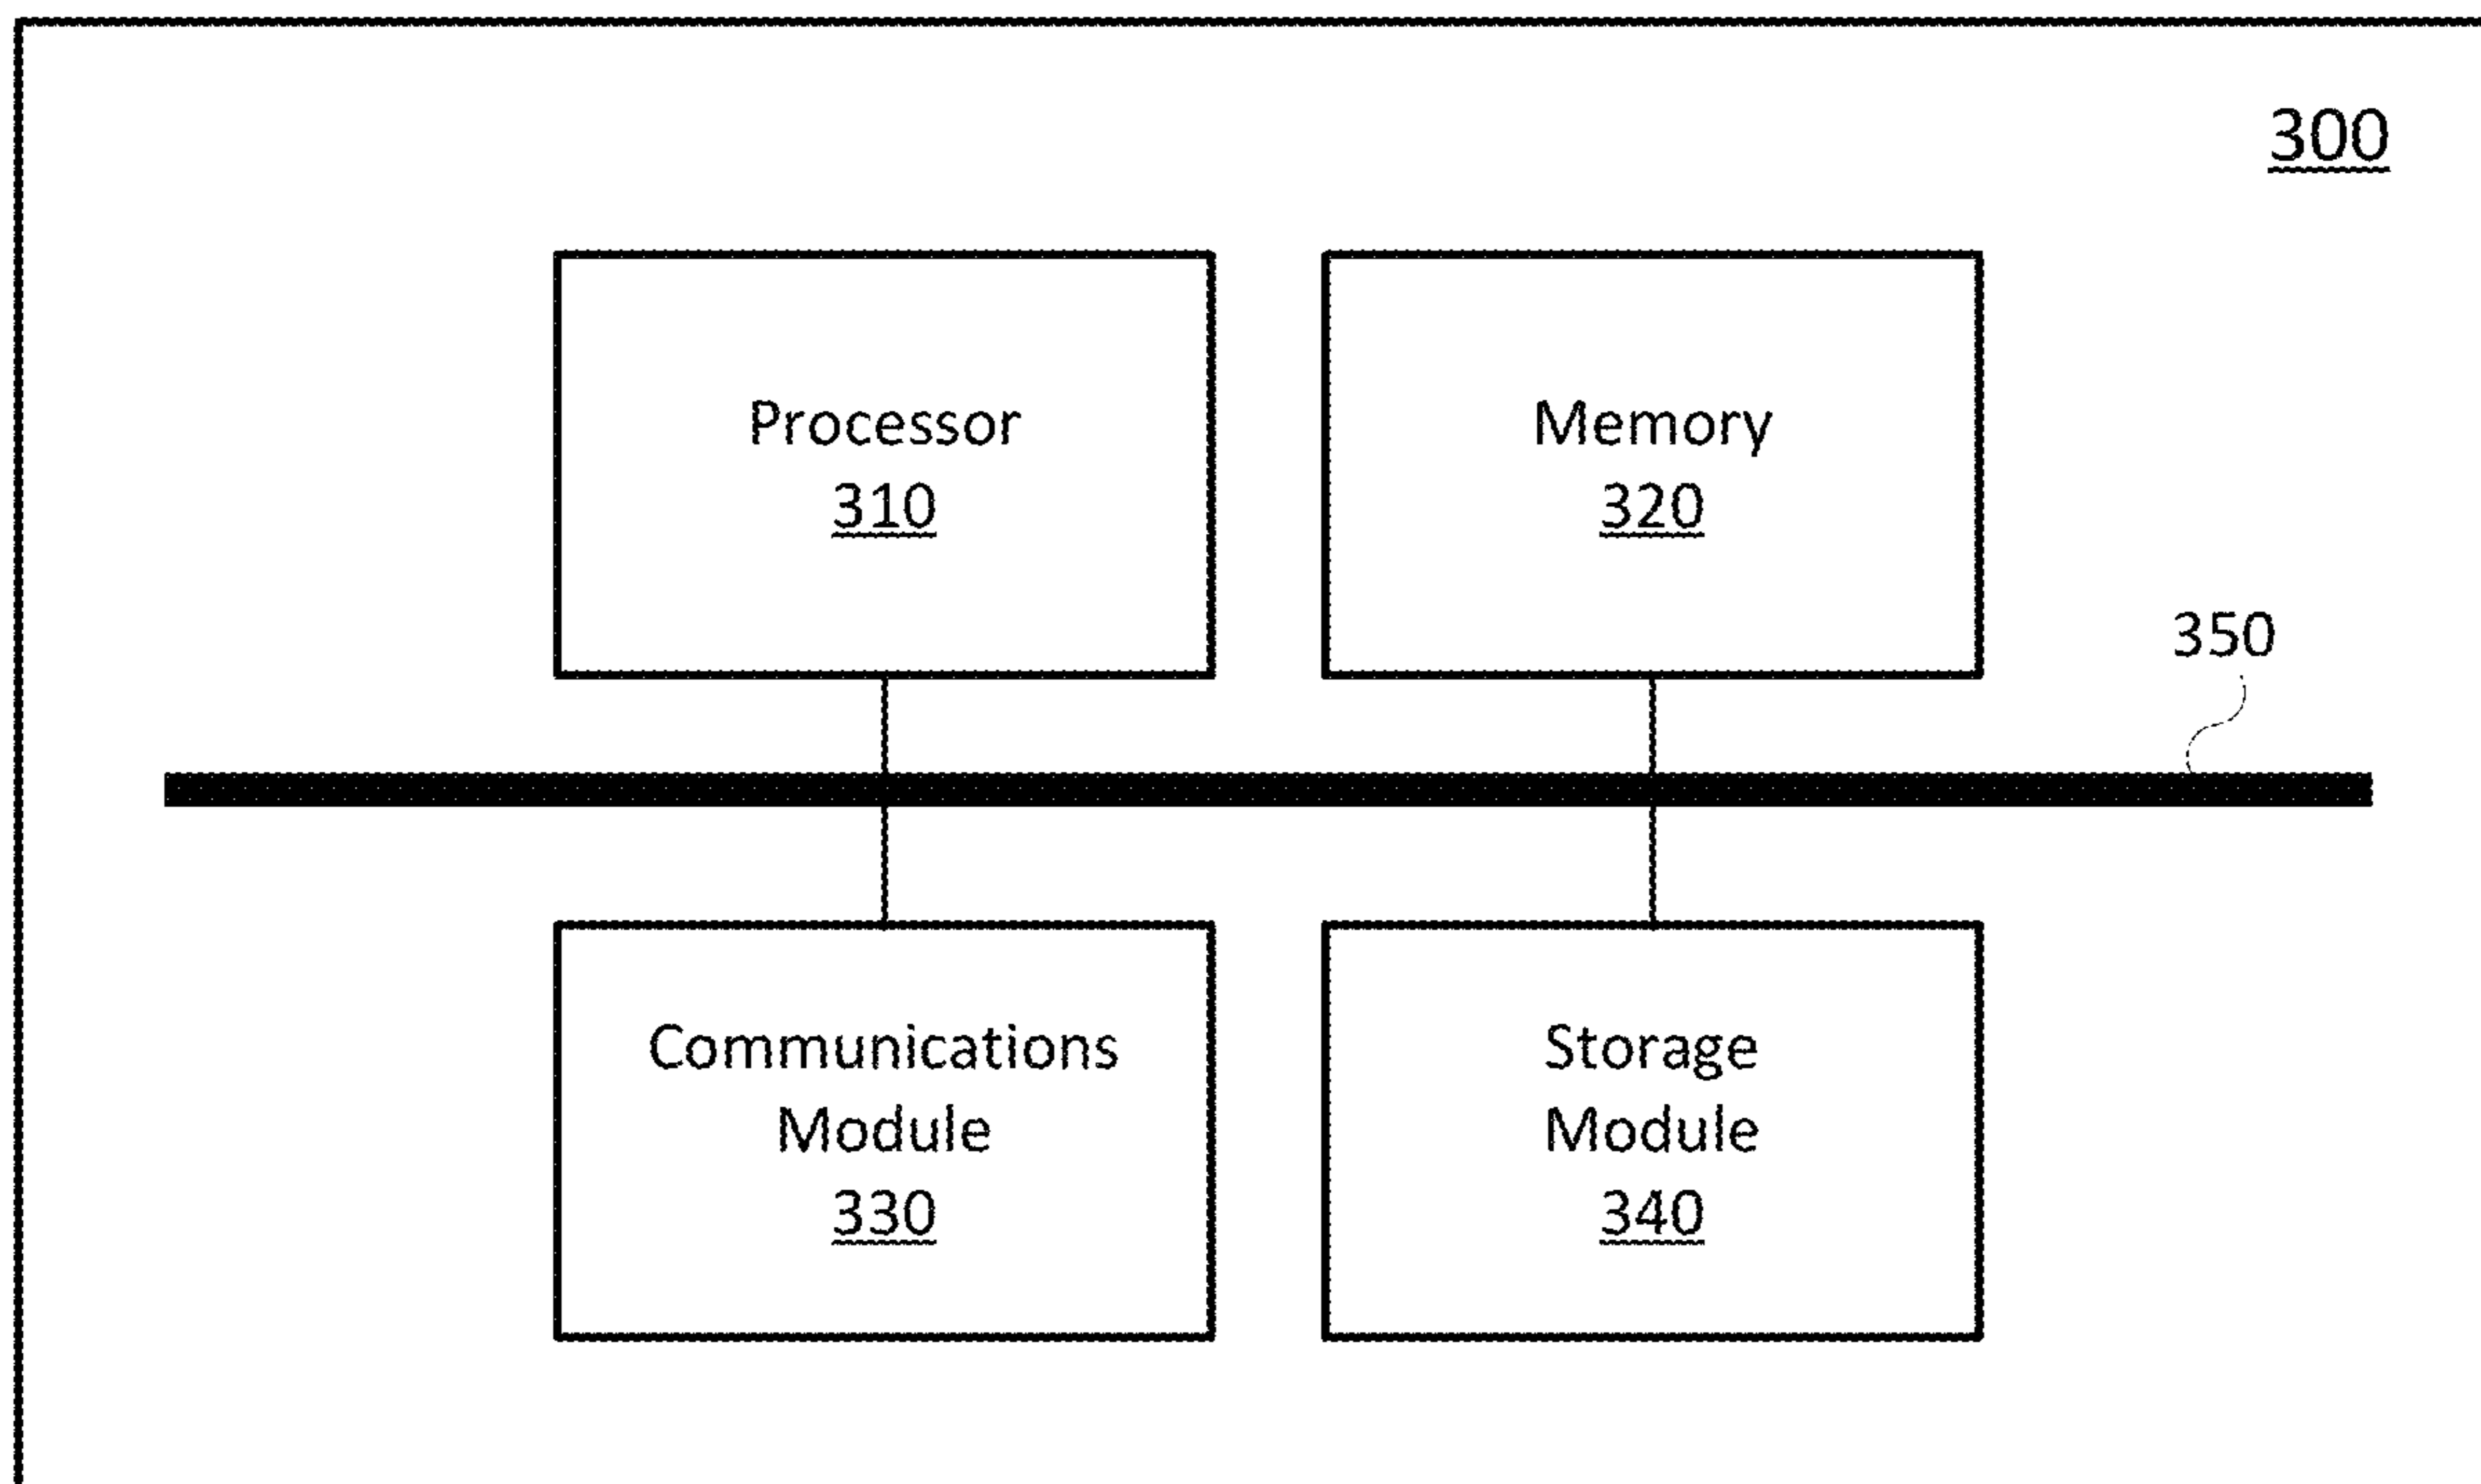 300
Processor
310
Memory
320
350
Communications
Module
330
Storage
Module
340